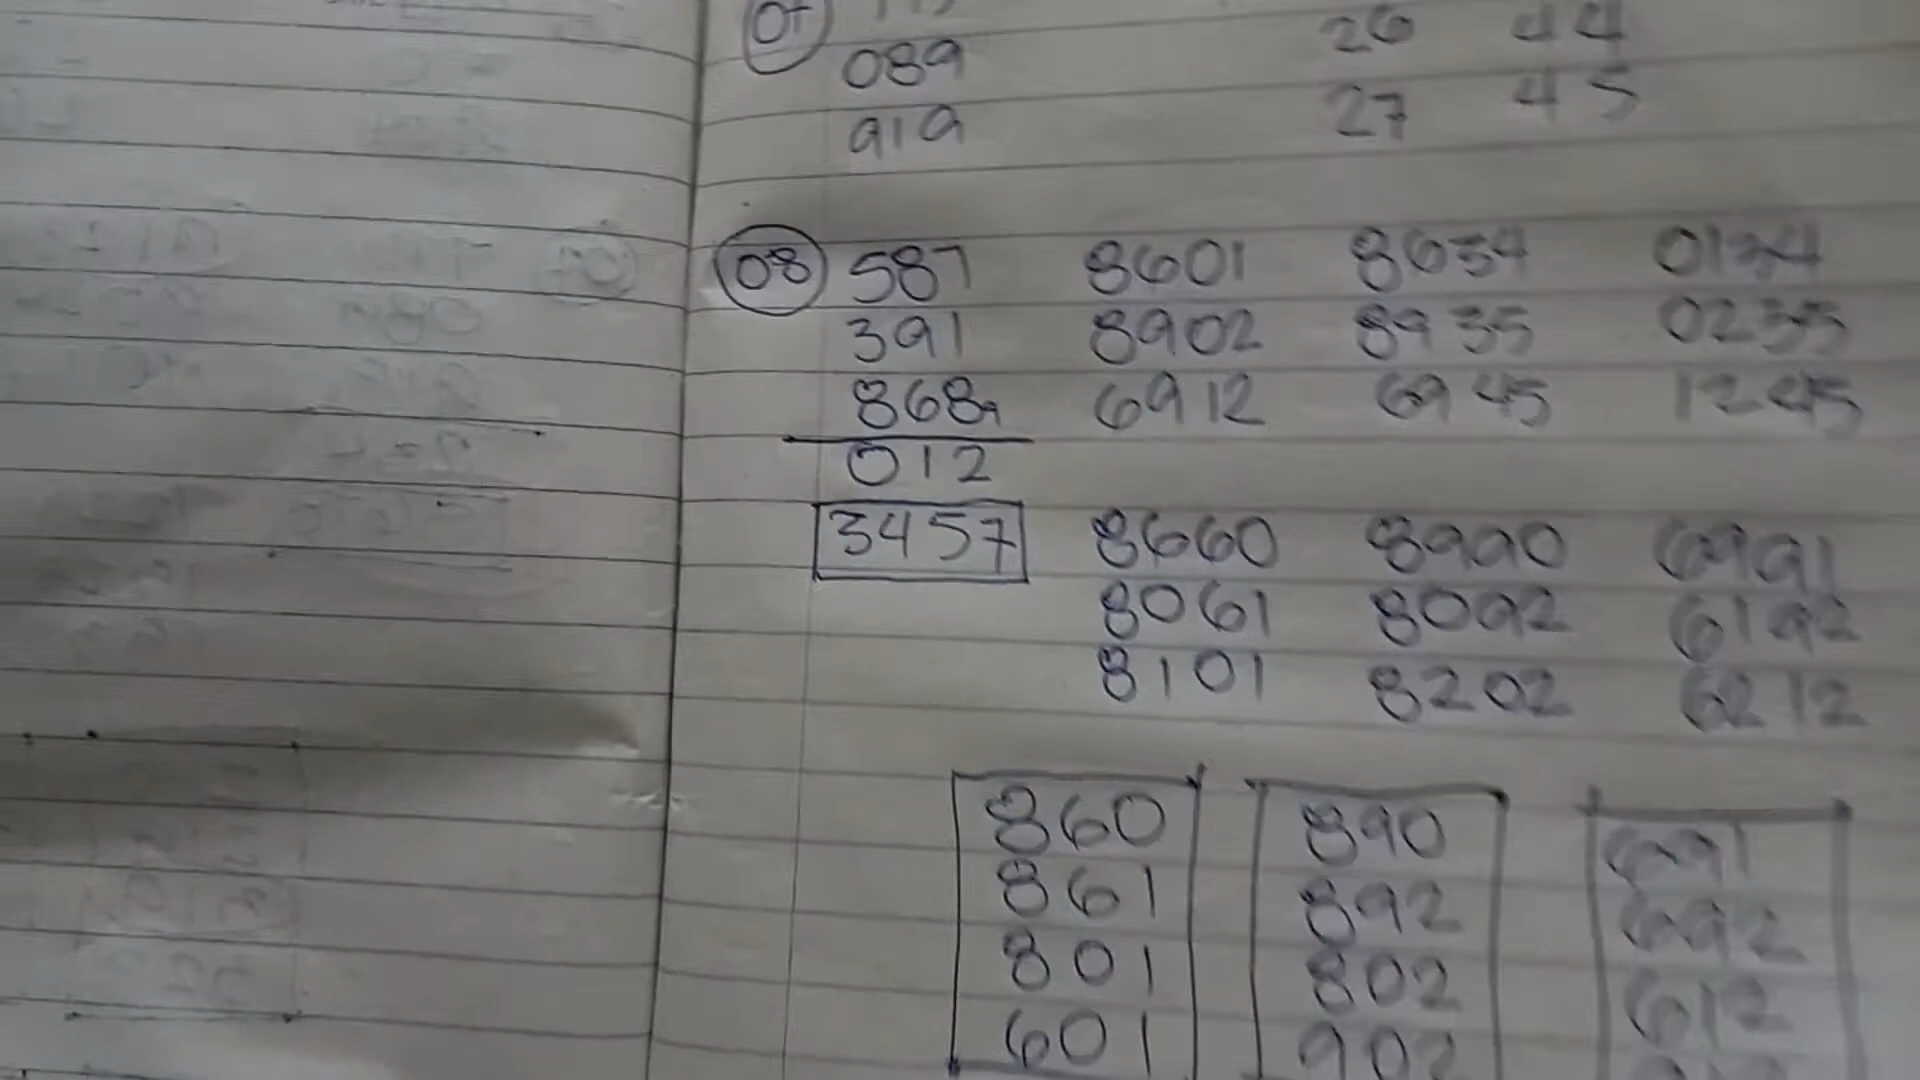 07
089 26 44
919 27 45
08 587 8601 8634 0134
391 8902 8935 0235
8689 6912 6945 1245
012
3457 8660 8990 6991
8061 8092 6192
8101 8202 6212
860 890 691
861 892 692
801 802 612
601 902